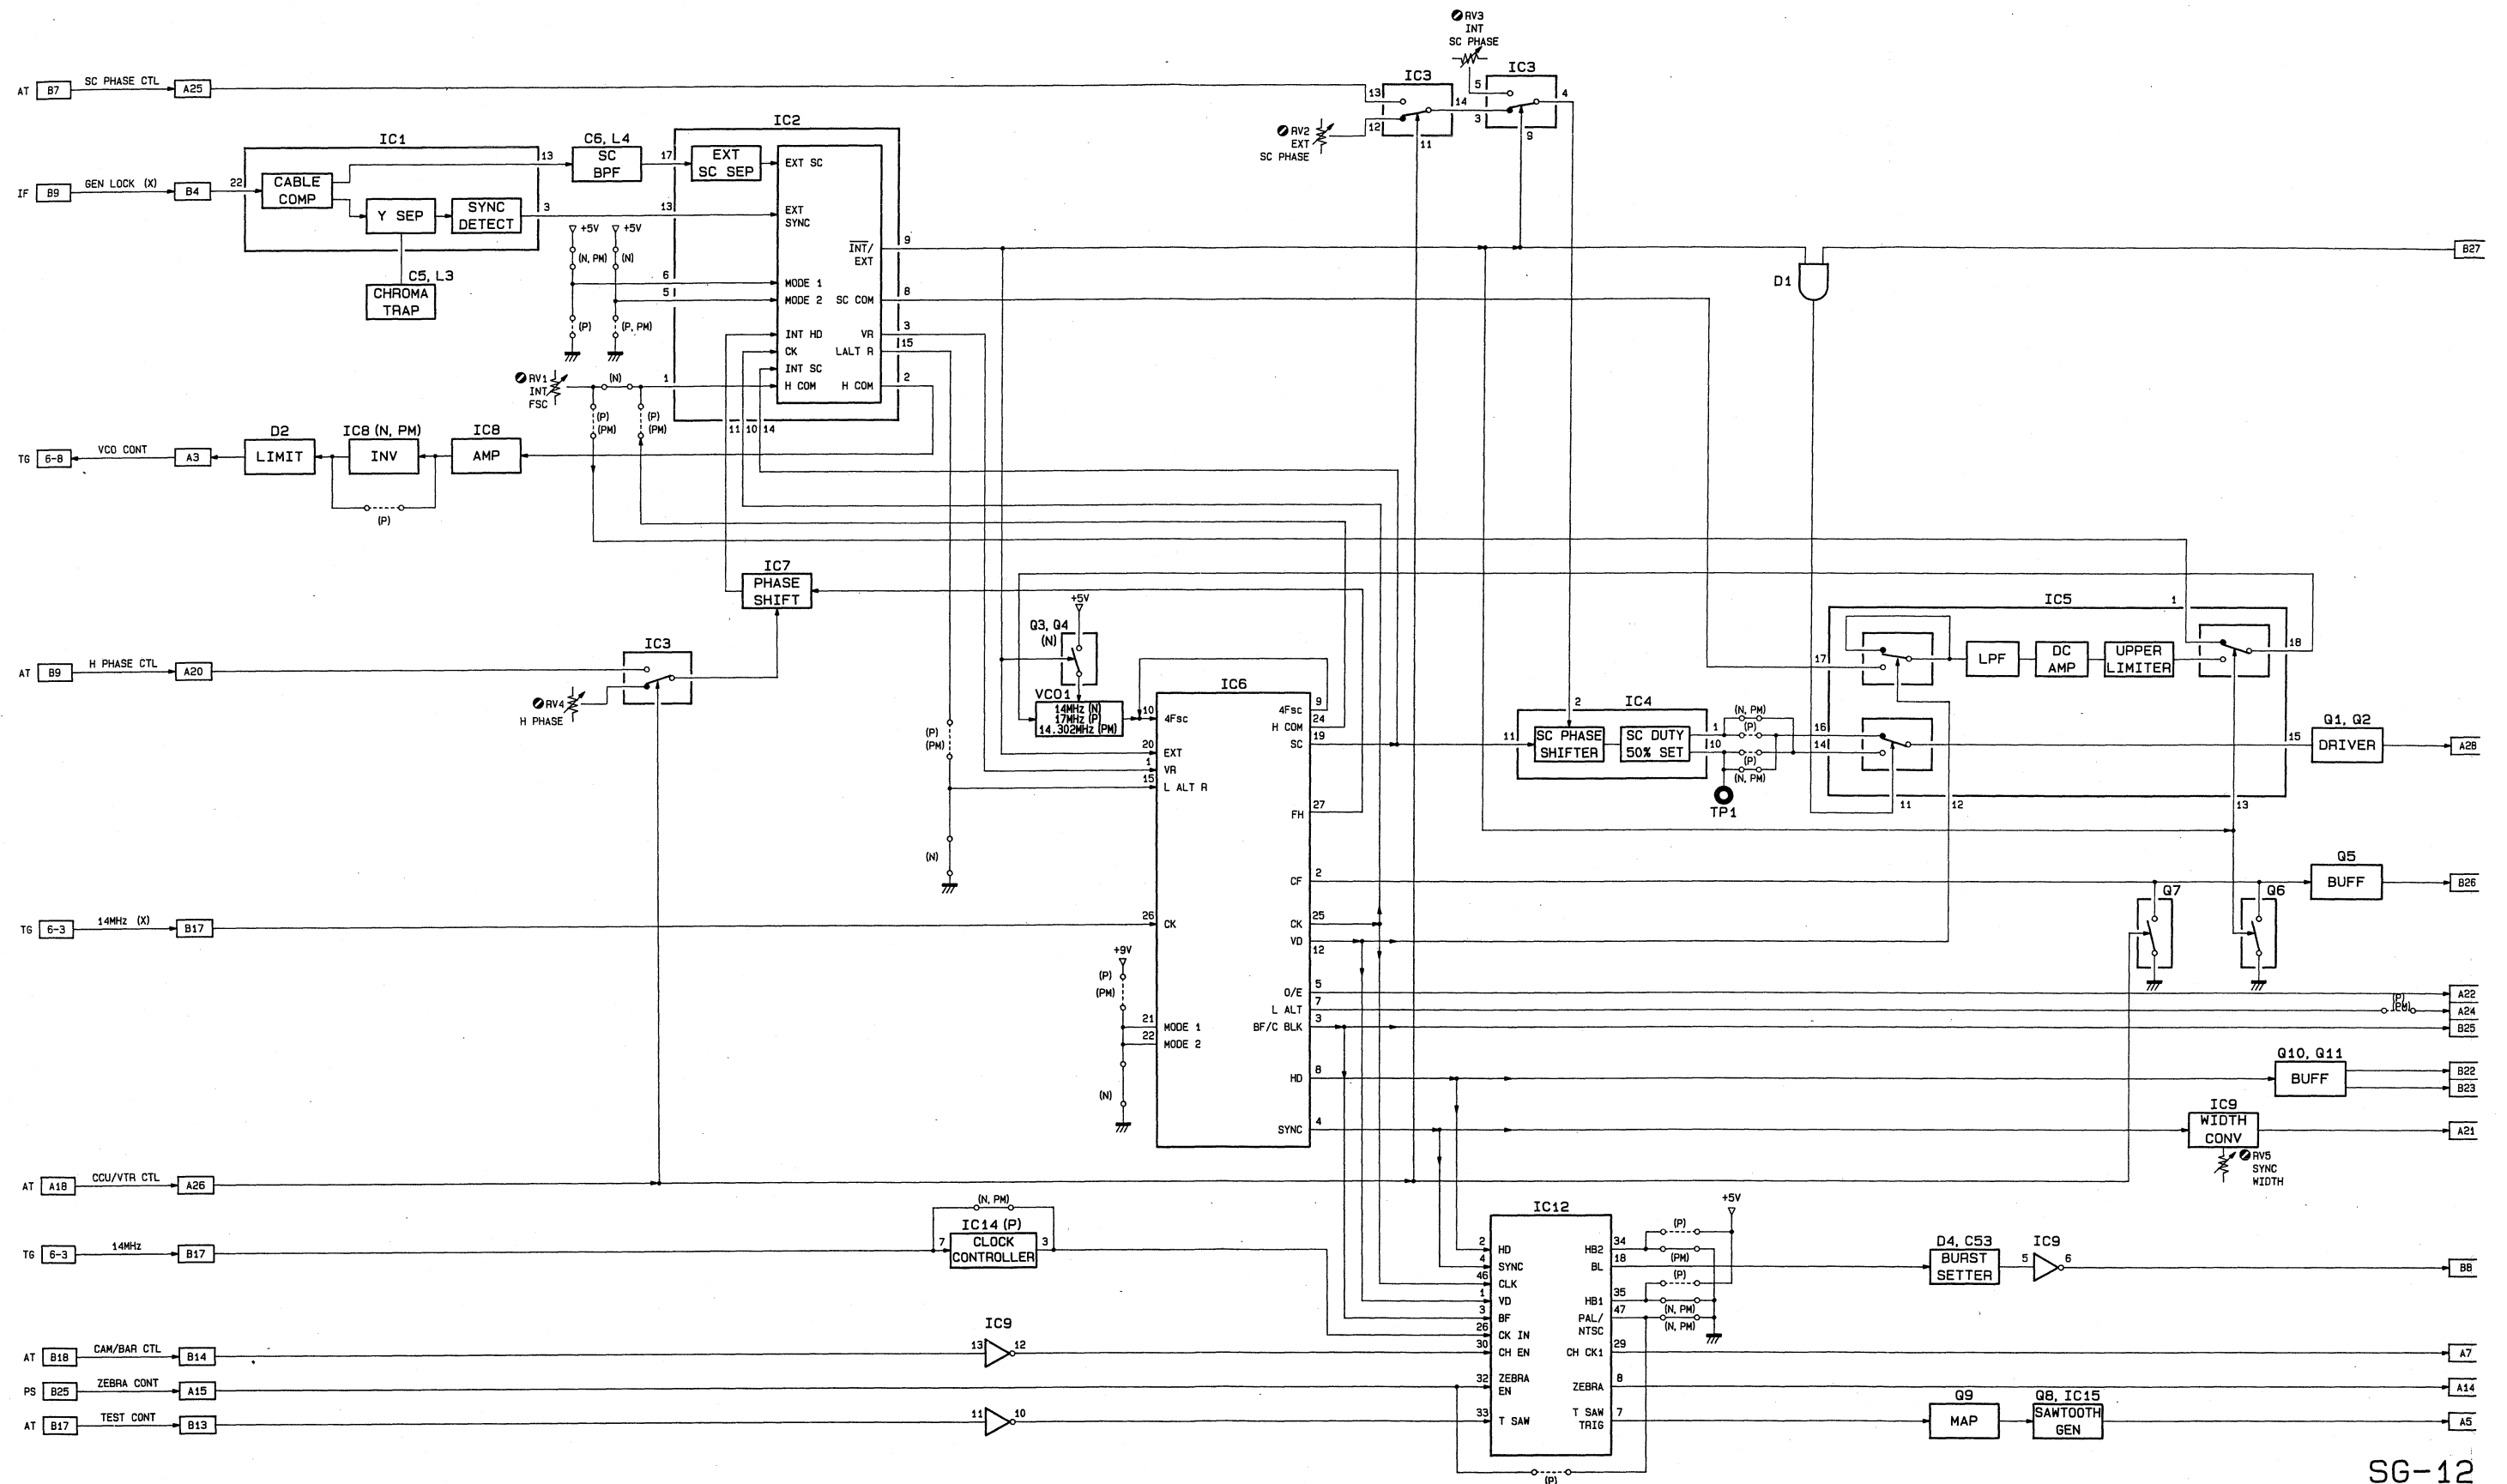 RV3
INT
SC PHASE
AT B7 SC PHASE CTL A25
IC3
IC3
13
14
12
11
5
3
4
9
RV2
EXT
SC PHASE
IC1
C6, L4
IC2
IF B9 GEN LOCK (X) B4 22
CABLE
COMP
Y SEP
SYNC
DETECT
13
3
C5, L3
CHROMA
TRAP
SC
BPF
17
13
EXT
SC SEP
EXT SC
EXT
SYNC
INT/
EXT
MODE 1
MODE 2 SC COM
INT HD VR
CK LALT R
INT SC
H COM H COM
9
8
3
15
2
6
5
1
11 10 14
+5V +5V
(N, PM) (N)
(P) (P, PM)
RV1
INT
FSC
(N)
(P)
(PM)
(P)
(PM)
B27
D1
TG 6-8 VCO CONT A3
D2
LIMIT
IC8 (N, PM)
INV
IC8
AMP
(P)
IC7
PHASE
SHIFT
AT B9 H PHASE CTL A20
IC3
RV4
H PHASE
+5V
Q3, Q4
(N)
VCO1
14MHz (N)
17MHz (P)
14.302MHz (PM)
(P)
(PM)
(N)
IC6
10 4Fsc
20 EXT
1 VR
15 L ALT R
26 CK
21 MODE 1
22 MODE 2
4Fsc 9
H COM 24
SC 19
FH 27
CF 2
CK 25
VD 12
O/E 5
L ALT 7
BF/C BLK 3
HD 8
SYNC 4
+9V
(P)
(PM)
(N)
IC4
11
2
SC PHASE
SHIFTER
SC DUTY
50% SET
1
10
(N, PM)
(P)
(P)
(N, PM)
TP1
IC5
1
17
16
14
LPF
DC
AMP
UPPER
LIMITER
18
15
11
12
13
Q1, Q2
DRIVER
A28
Q5
BUFF
B26
Q7
Q6
TG 6-3 14MHz (X) B17
A22
(P)
(PM)
A24
B25
Q10, Q11
BUFF
B22
B23
IC9
WIDTH
CONV
A21
RV5
SYNC
WIDTH
AT A18 CCU/VTR CTL A26
TG 6-3 14MHz B17
(N, PM)
IC14 (P)
7 CLOCK
CONTROLLER 3
IC12
2 HD
4 SYNC
46 CLK
1 VD
3 BF
26 CK IN
30 CH EN
32 ZEBRA
EN
33 T SAW
HB2 34
BL 18
HB1 35
PAL/
NTSC 47
CH CK1 29
ZEBRA 8
T SAW
TRIG 7
+5V
(P)
(PM)
(P)
(N, PM)
(N, PM)
(P)
D4, C53
BURST
SETTER
IC9
5 6
B8
AT B18 CAM/BAR CTL B14
IC9
13 12
A7
PS B25 ZEBRA CONT A15
A14
AT B17 TEST CONT B13
11 10
Q9
MAP
Q8, IC15
SAWTOOTH
GEN
A5
SG-12